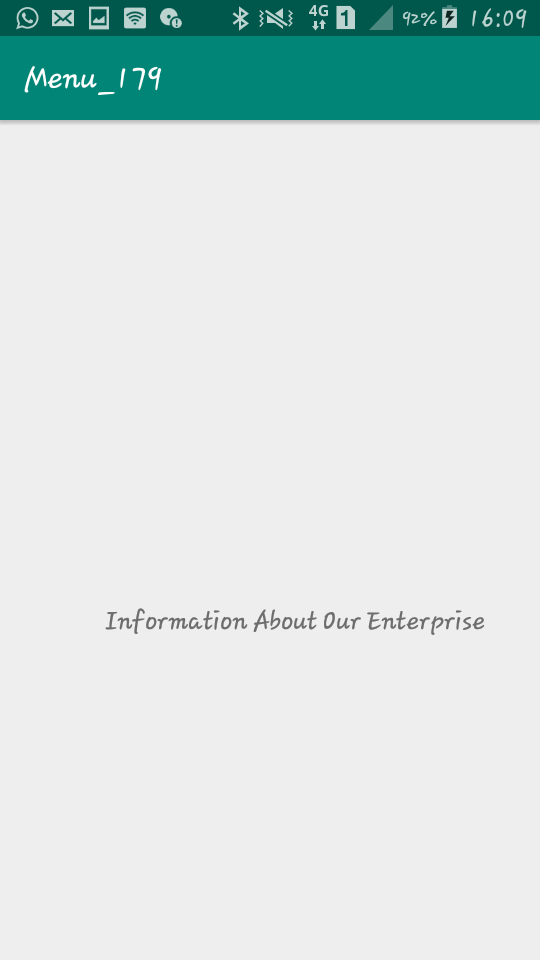 4G 1 92% 16:09
Menu_179
Information About Our Enterprise